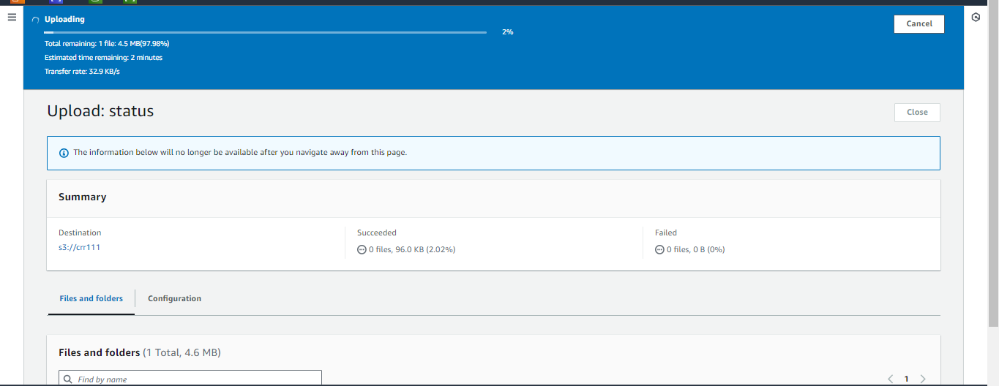 Uploading
2%
Cancel
Total remaining: 1 file: 4.5 MB(97.98%)
Estimated time remaining: 2 minutes
Transfer rate: 32.9 KB/s
Upload: status
Close
The information below will no longer be available after you navigate away from this page.
Summary
Destination
s3://crr111
Succeeded
0 files, 96.0 KB (2.02%)
Failed
0 files, 0 B (0%)
Files and folders
Configuration
Files and folders (1 Total, 4.6 MB)
Find by name
1